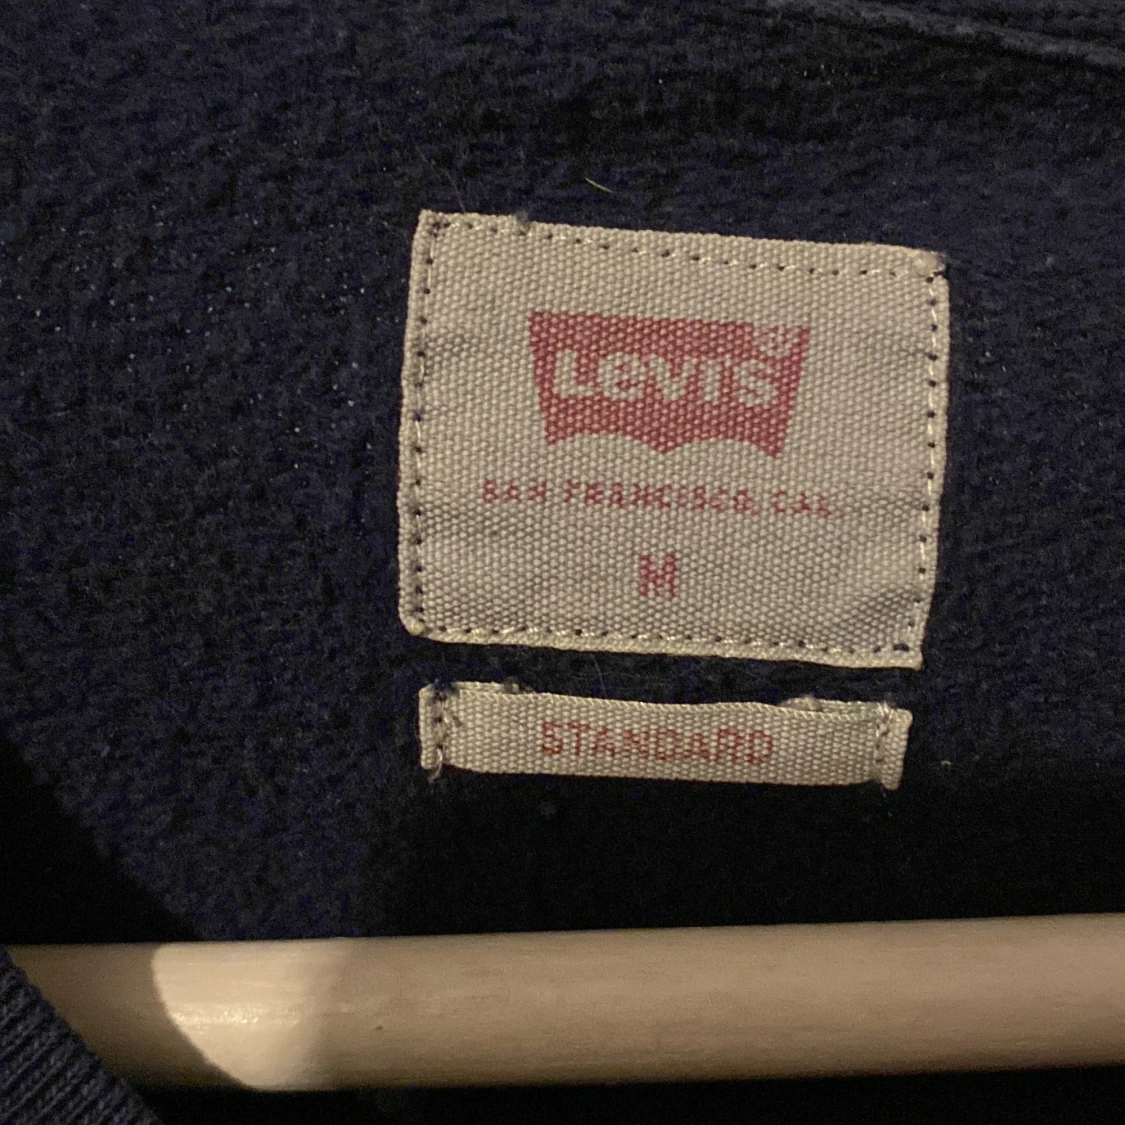 Levi's®
SAN FRANCISCO, CAL.
M
STANDARD